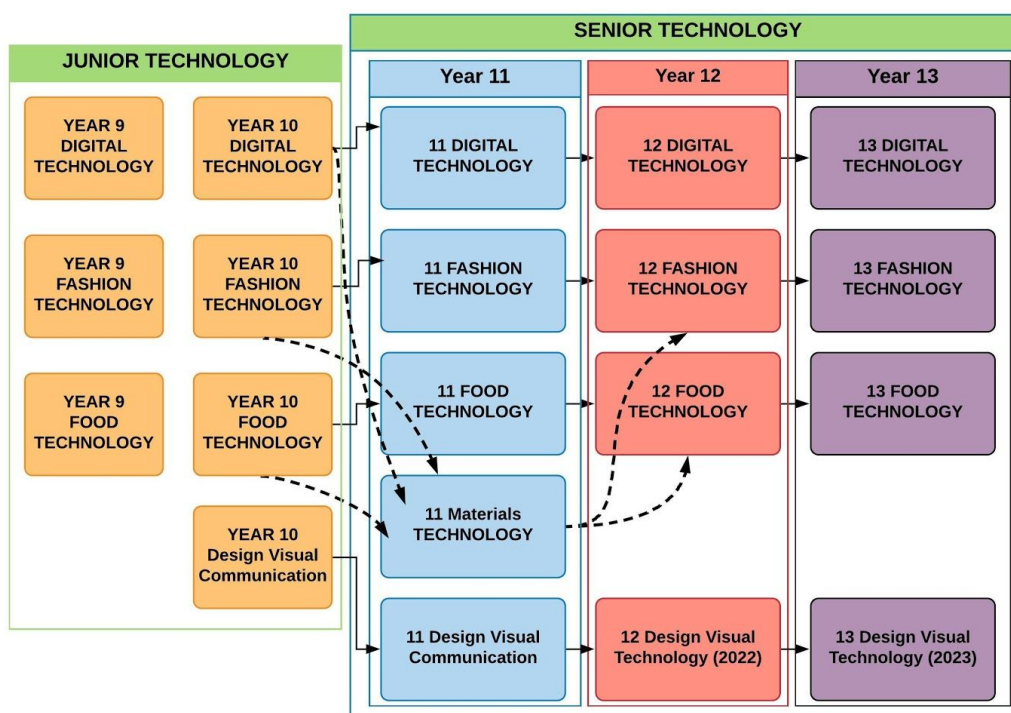 SENIOR TECHNOLOGY
JUNIOR TECHNOLOGY
Year 11
Year 12
Year 13
YEAR 9
DIGITAL
TECHNOLOGY
YEAR 10
DIGITAL
TECHNOLOGY
11 DIGITAL
TECHNOLOGY
12 DIGITAL
TECHNOLOGY
13 DIGITAL
TECHNOLOGY
YEAR 9
FASHION
TECHNOLOGY
YEAR 10
FASHION
TECHNOLOGY
11 FASHION
TECHNOLOGY
12 FASHION
TECHNOLOGY
13 FASHION
TECHNOLOGY
YEAR 9
FOOD
TECHNOLOGY
YEAR 10
FOOD
TECHNOLOGY
11 FOOD
TECHNOLOGY
12 FOOD
TECHNOLOGY
13 FOOD
TECHNOLOGY
11 Materials
TECHNOLOGY
YEAR 10
Design Visual
Communication
11 Design Visual
Communication
12 Design Visual
Technology (2022)
13 Design Visual
Technology (2023)